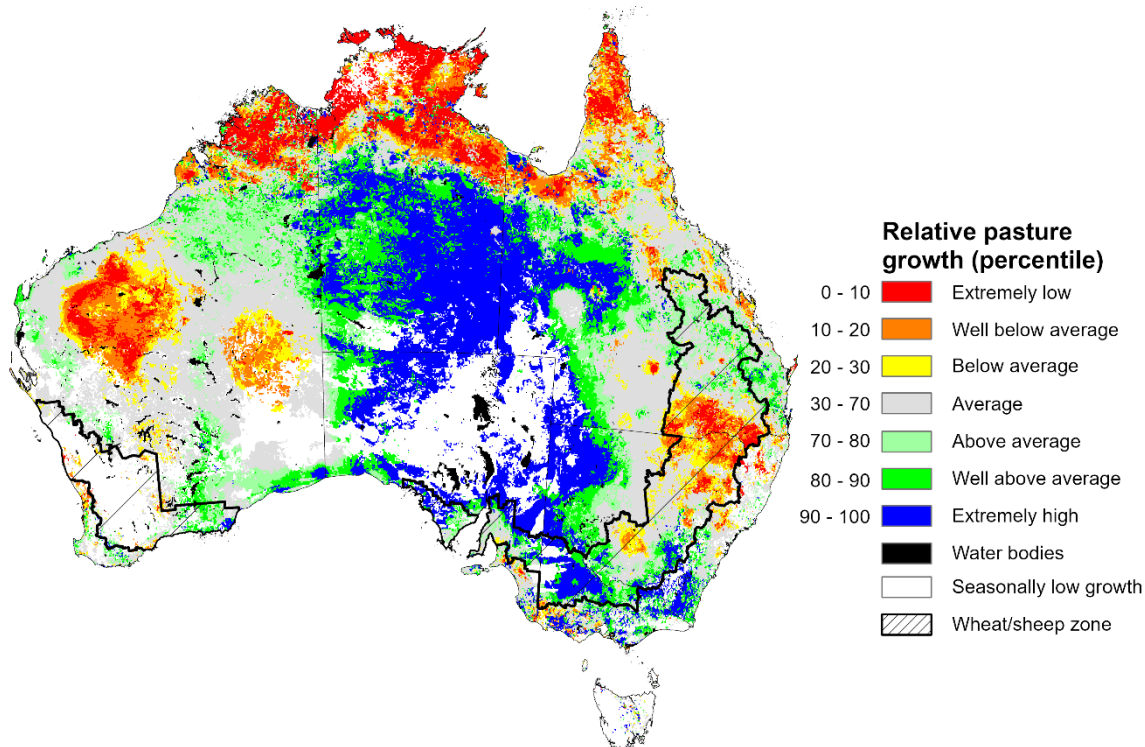 Relative pasture
growth (percentile)
0 - 10 Extremely low
10 - 20 Well below average
20 - 30 Below average
30 - 70 Average
70 - 80 Above average
80 - 90 Well above average
90 - 100 Extremely high
Water bodies
Seasonally low growth
Wheat/sheep zone